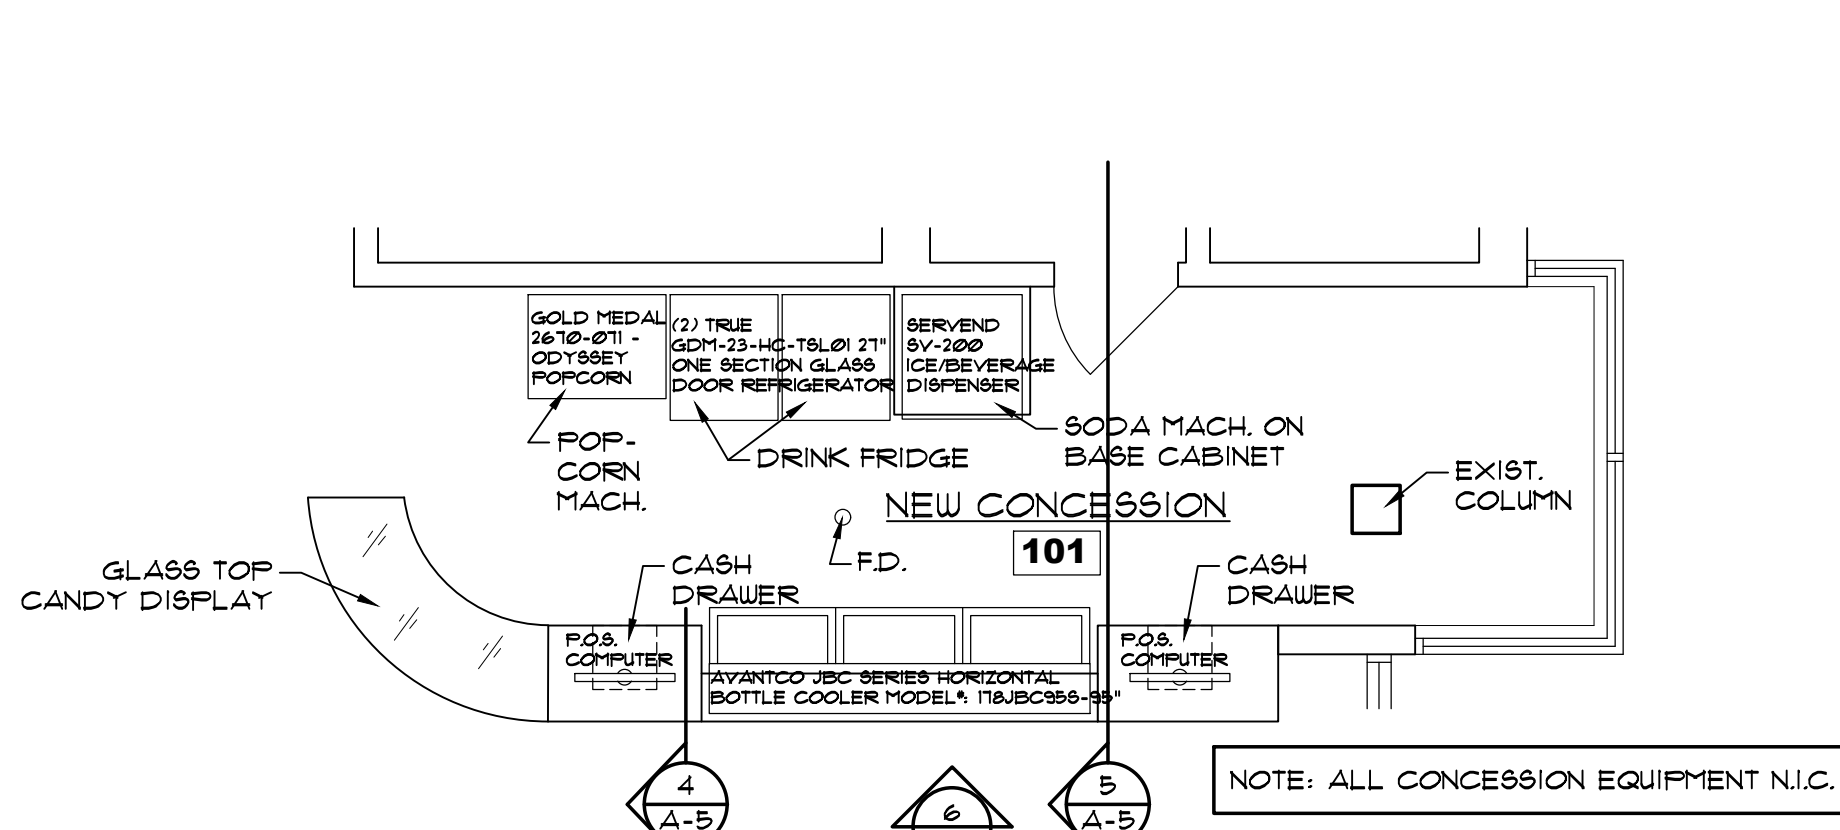 GOLD MEDAL
2670-071 -
ODYSSEY
POPCORN
(2) TRUE
GDM-23-HC-TSL01 27"
ONE SECTION GLASS
DOOR REFRIGERATOR
SERVEND
SV-200
ICE/BEVERAGE
DISPENSER
POP-
CORN
MACH.
DRINK FRIDGE
SODA MACH. ON
BASE CABINET
EXIST.
COLUMN
NEW CONCESSION
101
F.D.
GLASS TOP
CANDY DISPLAY
CASH
DRAWER
CASH
DRAWER
P.O.S.
COMPUTER
P.O.S.
COMPUTER
AVANTCO JBC SERIES HORIZONTAL
BOTTLE COOLER MODEL#: 178JBC95S-95"
4
A-5
6
5
A-5
NOTE: ALL CONCESSION EQUIPMENT N.I.C.